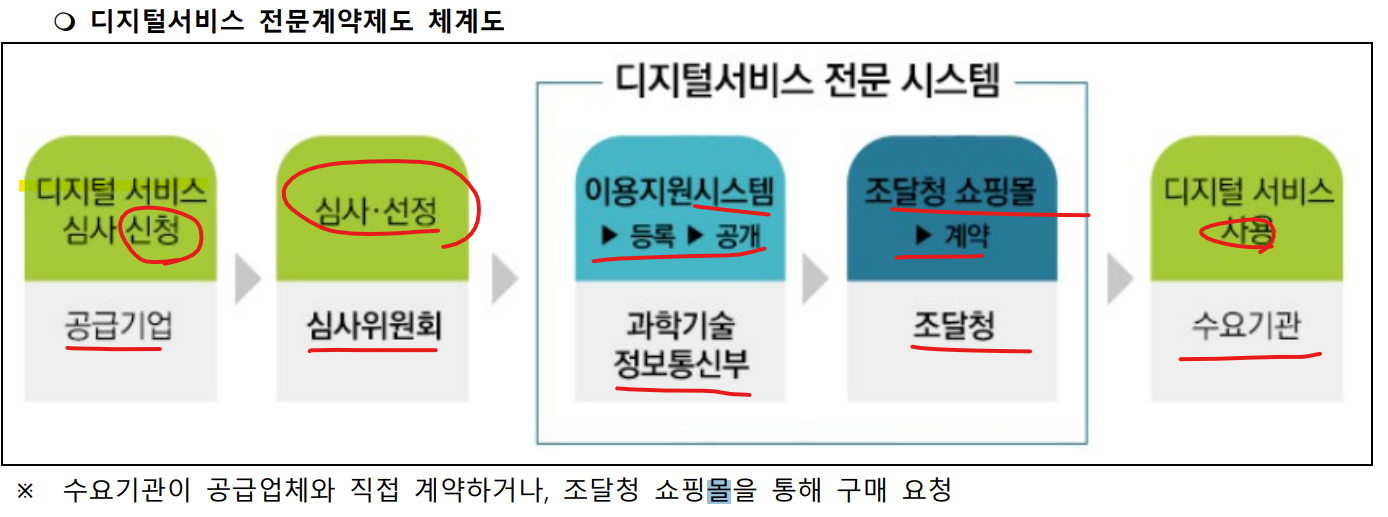 ❍ 디지털서비스 전문계약제도 체계도
디지털서비스 전문 시스템
디지털 서비스
심사 신청
공급기업
심사·선정
심사위원회
이용지원시스템
▶ 등록 ▶ 공개
과학기술
정보통신부
조달청 쇼핑몰
▶ 계약
조달청
디지털 서비스
사용
수요기관
※ 수요기관이 공급업체와 직접 계약하거나, 조달청 쇼핑몰을 통해 구매 요청